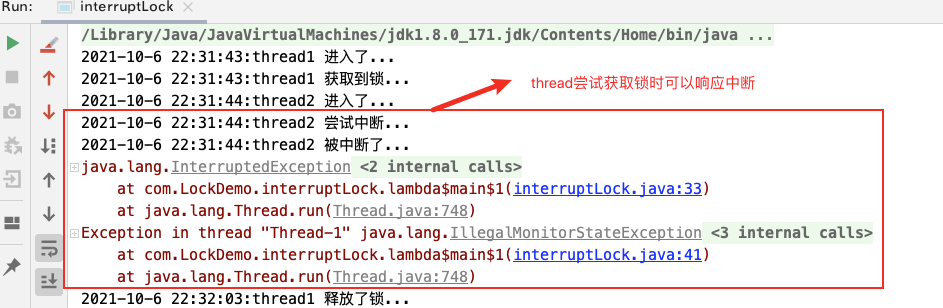 Run: interruptLock ×
/Library/Java/JavaVirtualMachines/jdk1.8.0_171.jdk/Contents/Home/bin/java ...
2021-10-6 22:31:43:thread1 进入了...
2021-10-6 22:31:43:thread1 获取到锁...
thread尝试获取锁时可以响应中断
2021-10-6 22:31:44:thread2 进入了...
2021-10-6 22:31:44:thread2 尝试中断...
2021-10-6 22:31:44:thread2 被中断了...
java.lang.InterruptedException <2 internal calls>
at com.LockDemo.interruptLock.lambda$main$1(interruptLock.java:33)
at java.lang.Thread.run(Thread.java:748)
Exception in thread "Thread-1" java.lang.IllegalMonitorStateException <3 internal calls>
at com.LockDemo.interruptLock.lambda$main$1(interruptLock.java:41)
at java.lang.Thread.run(Thread.java:748)
2021-10-6 22:32:03:thread1 释放了锁...